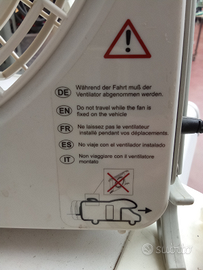 DE Während der Fahrt muß der
Ventilator abgenommen werden.
EN Do not travel while the fan is
fixed on the vehicle
FR Ne laissez pas le ventilateur
installé pendant vos déplacements.
ES No viaje con el ventilador instalado
IT Non viaggiare con il ventilatore
montato
Subito.it